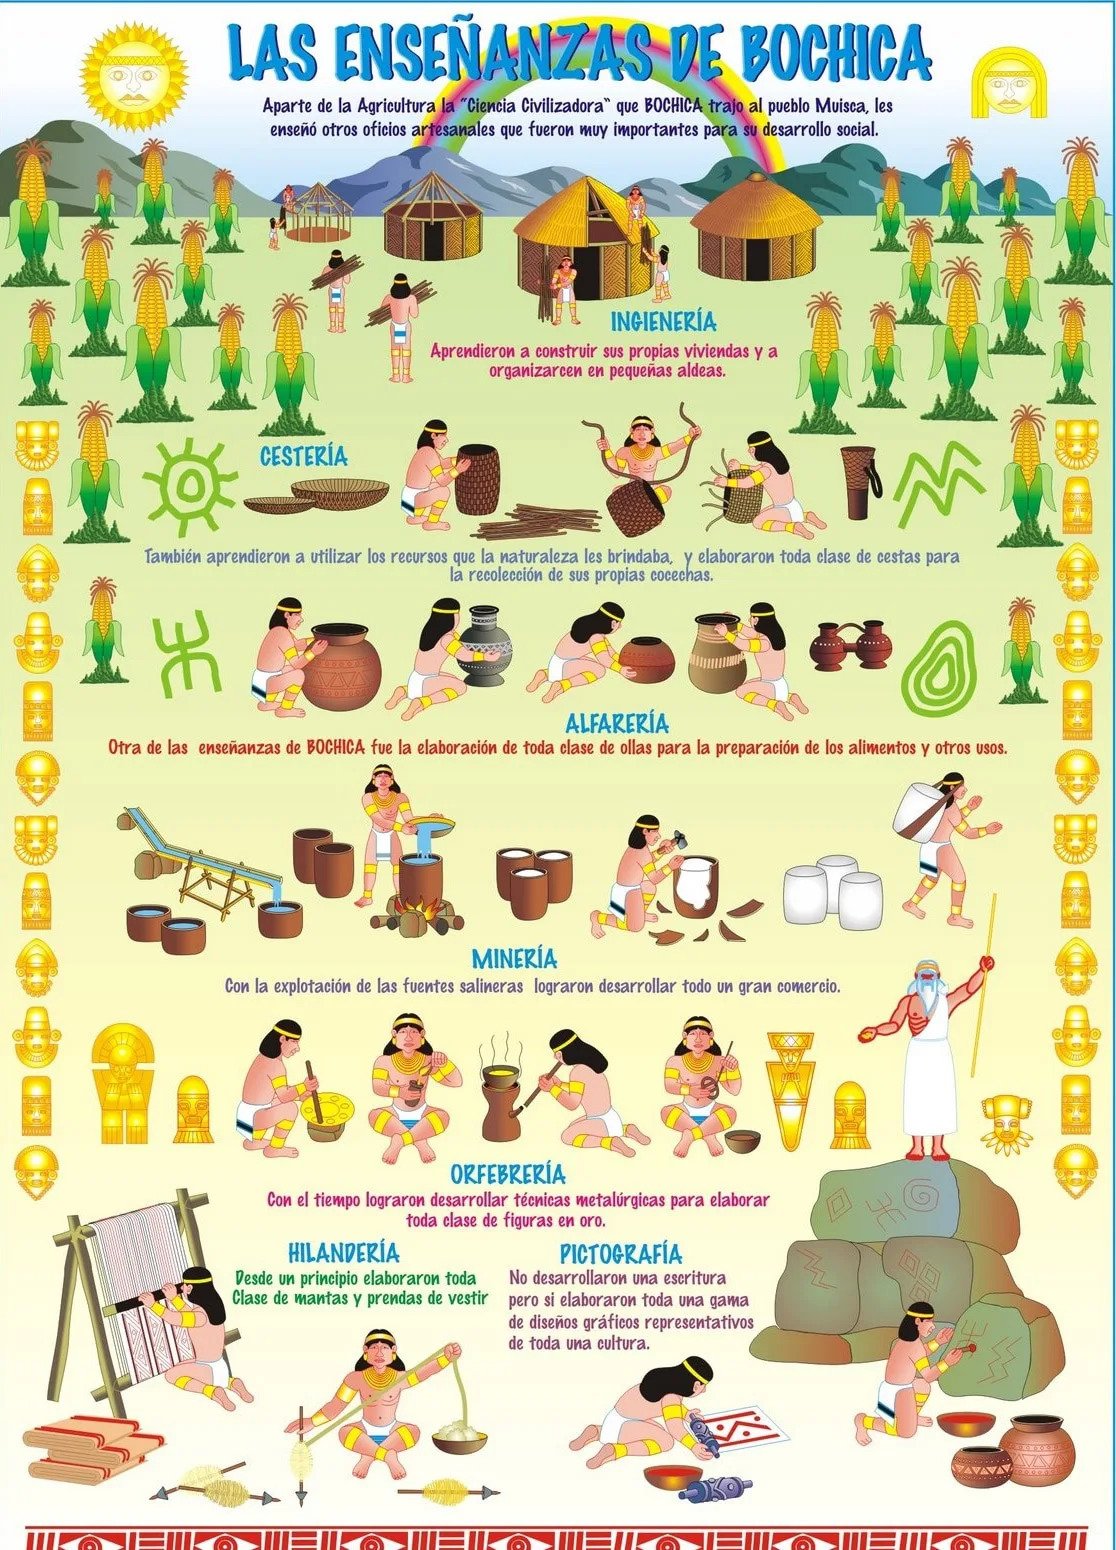 LAS ENSEÑANZAS DE BOCHICA
Aparte de la Agricultura la "Ciencia Civilizadora" que BOCHICA trajo al pueblo Muisca, les
enseñó otros oficios artesanales que fueron muy importantes para su desarrollo social.
INGIENERÍA
Aprendieron a construir sus propias viviendas y a
organizarcen en pequeñas aldeas.
CESTERÍA
También aprendieron a utilizar los recursos que la naturaleza les brindaba, y elaboraron toda clase de cestas para
la recolección de sus propias cocechas.
ALFARERÍA
Otra de las enseñanzas de BOCHICA fue la elaboración de toda clase de ollas para la preparación de los alimentos y otros usos.
MINERÍA
Con la explotación de las fuentes salineras lograron desarrollar todo un gran comercio.
ORFEBRERÍA
Con el tiempo lograron desarrollar técnicas metalúrgicas para elaborar
toda clase de figuras en oro.
HILANDERÍA
Desde un principio elaboraron toda
Clase de mantas y prendas de vestir
PICTOGRAFÍA
No desarrollaron una escritura
pero si elaboraron toda una gama
de diseños gráficos representativos
de toda una cultura.